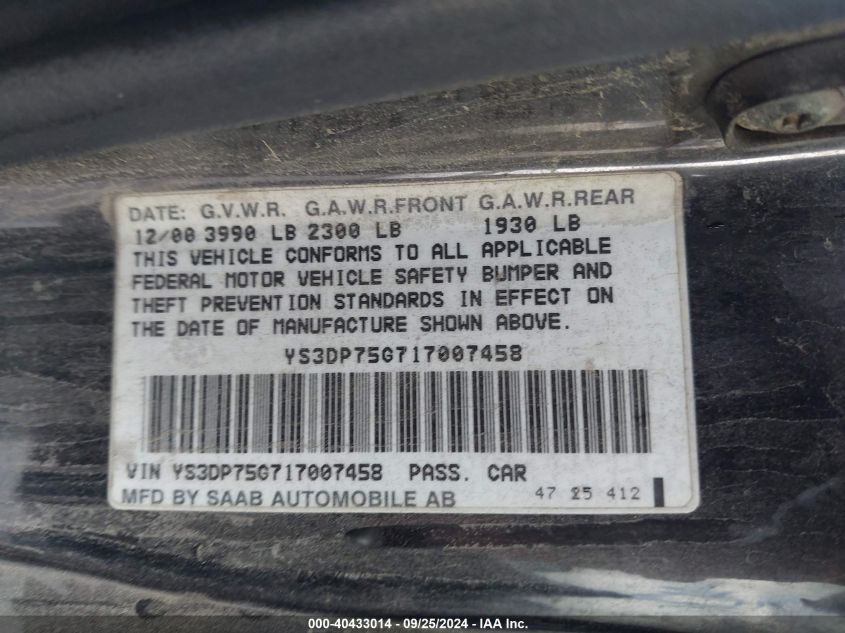 DATE: G.V.W.R. G.A.W.R.FRONT G.A.W.R.REAR
12/00 3990 LB 2300 LB 1930 LB
THIS VEHICLE CONFORMS TO ALL APPLICABLE
FEDERAL MOTOR VEHICLE SAFETY BUMPER AND
THEFT PREVENTION STANDARDS IN EFFECT ON
THE DATE OF MANUFACTURE SHOWN ABOVE.
YS3DP75G717007458
VIN YS3DP75G717007458 PASS. CAR
MFD BY SAAB AUTOMOBILE AB
47 25 412
000-40433014 - 09/25/2024 - © IAA Inc.